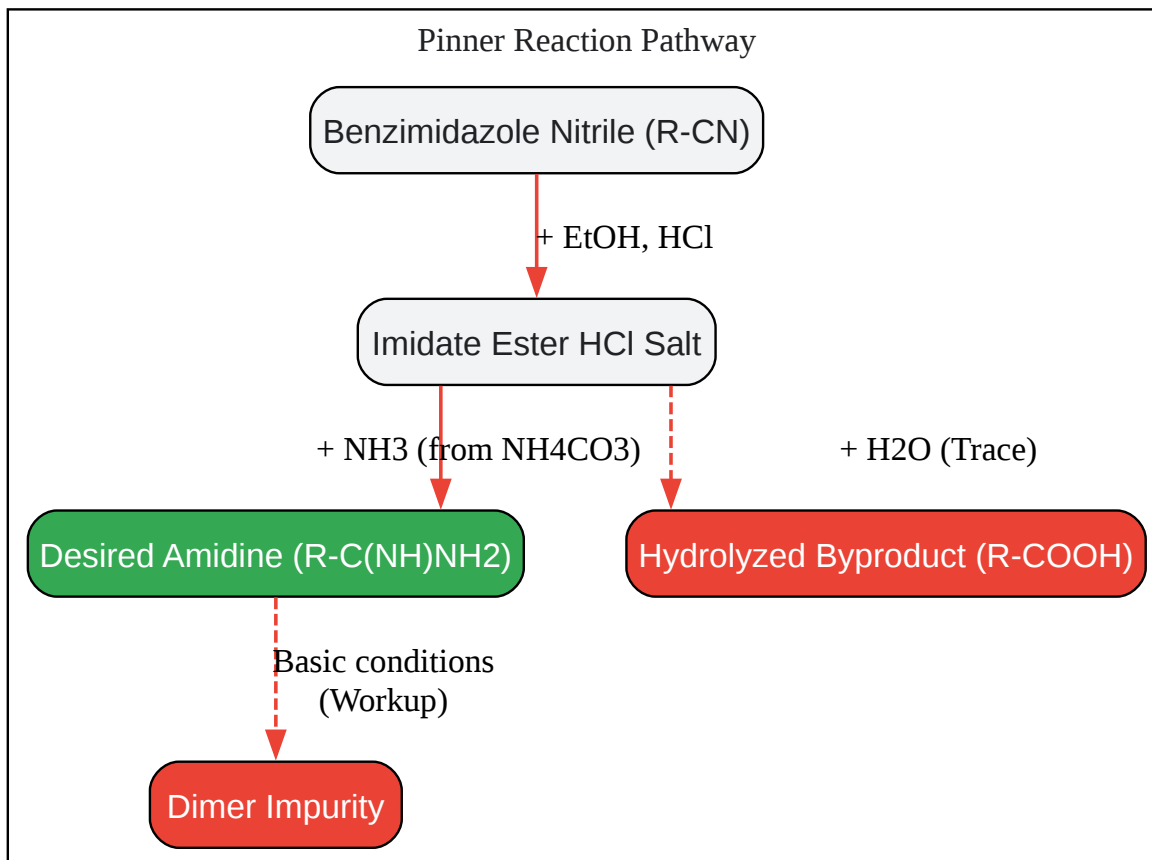 Pinner Reaction Pathway
Benzimidazole Nitrile (R-CN)
+ EtOH, HCl
Imidate Ester HCl Salt
+ NH3 (from NH4CO3)
+ H2O (Trace)
Desired Amidine (R-C(NH)NH2)
Hydrolyzed Byproduct (R-COOH)
Basic conditions
(Workup)
Dimer Impurity